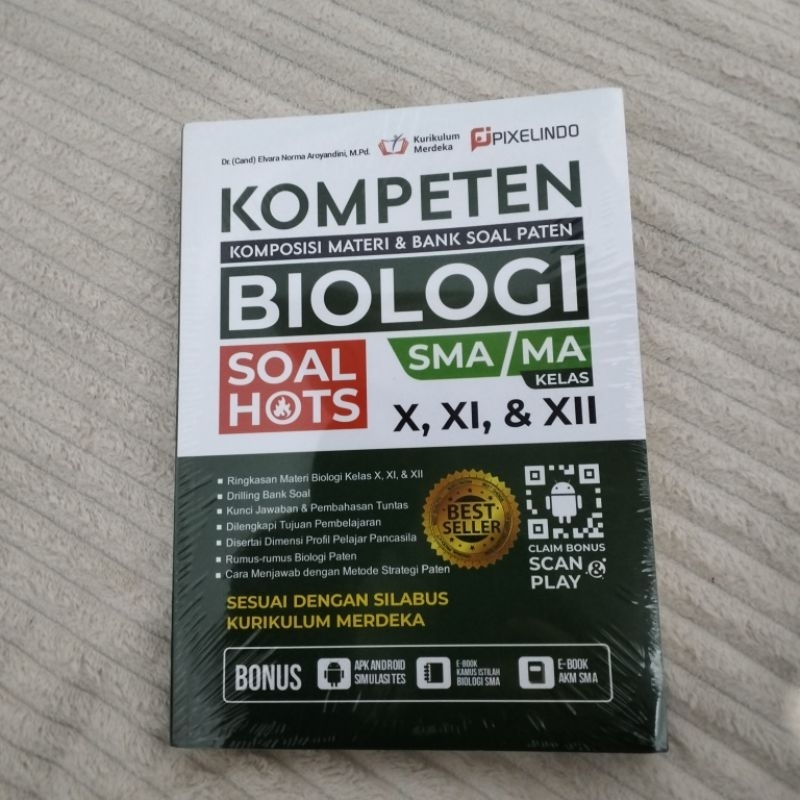 Dr. (Cand) Elvara Norma Aroyandini, M.Pd.
Kurikulum
Merdeka
PIXELINDO
KOMPETEN
KOMPOSISI MATERI & BANK SOAL PATEN
BIOLOGI
SOAL
HOTS
SMA/MA
KELAS
X, XI, & XII
Ringkasan Materi Biologi Kelas X, XI, & XII
Drilling Bank Soal
Kunci Jawaban & Pembahasan Tuntas
Dilengkapi Tujuan Pembelajaran
Disertai Dimensi Profil Pelajar Pancasila
Rumus-rumus Biologi Paten
Cara Menjawab dengan Metode Strategi Paten
BEST
SELLER
CLAIM BONUS
SCAN &
PLAY
SESUAI DENGAN SILABUS
KURIKULUM MERDEKA
BONUS
APK ANDROID
SIMULASI TES
E-BOOK
KAMUS ISTILAH
BIOLOGI SMA
E-BOOK
AKM SMA